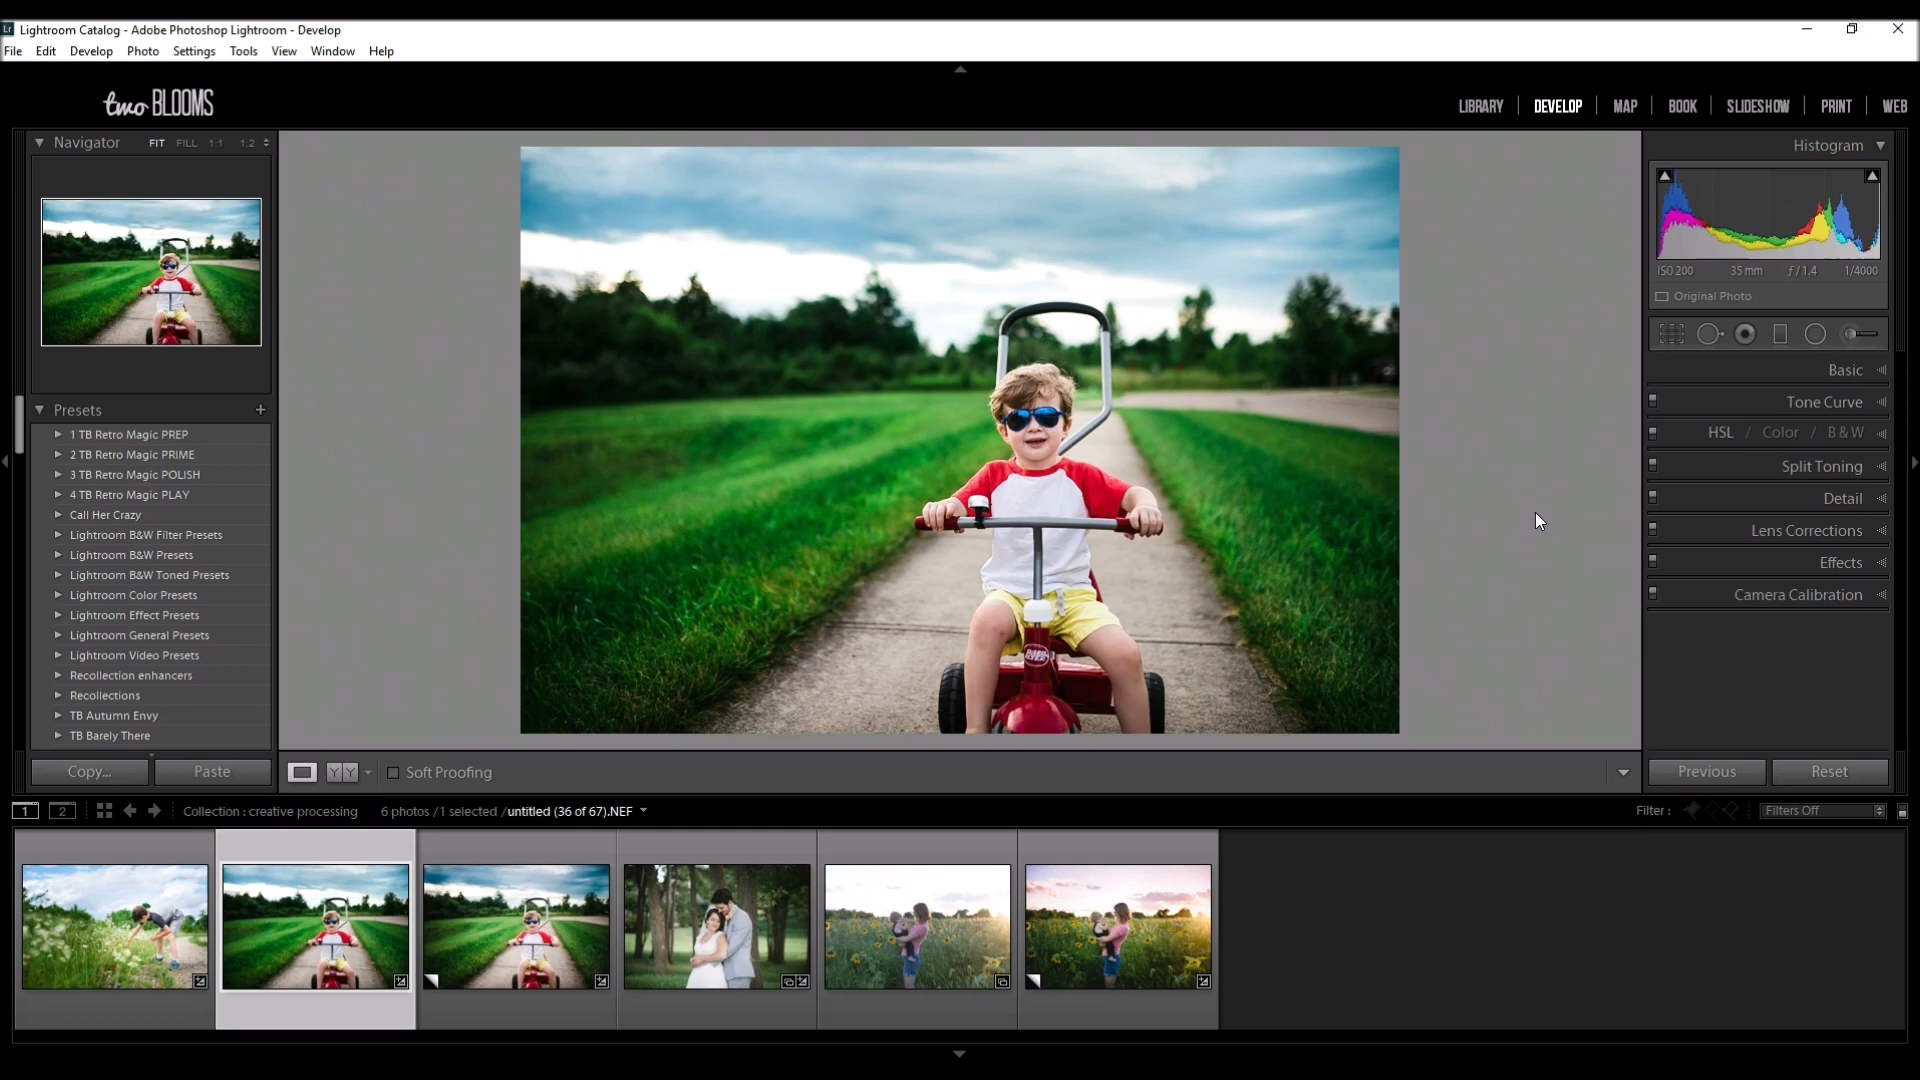 Lr Lightroom Catalog - Adobe Photoshop Lightroom - Develop
File Edit Develop Photo Settings Tools View Window Help
two BLOOMS
LIBRARY DEVELOP MAP BOOK SLIDESHOW PRINT WEB
Navigator FIT FILL 1:1 1:2
Presets +
1 TB Retro Magic PREP
2 TB Retro Magic PRIME
3 TB Retro Magic POLISH
4 TB Retro Magic PLAY
Call Her Crazy
Lightroom B&W Filter Presets
Lightroom B&W Presets
Lightroom B&W Toned Presets
Lightroom Color Presets
Lightroom Effect Presets
Lightroom General Presets
Lightroom Video Presets
Recollection enhancers
Recollections
TB Autumn Envy
TB Barely There
Copy... Paste
Histogram
ISO 200 35 mm ƒ / 1.4 1/4000
Original Photo
Basic
Tone Curve
HSL / Color / B & W
Split Toning
Detail
Lens Corrections
Effects
Camera Calibration
YY Soft Proofing
Previous Reset
1 2 Collection : creative processing 6 photos / 1 selected / untitled (36 of 67).NEF
Filter : Filters Off